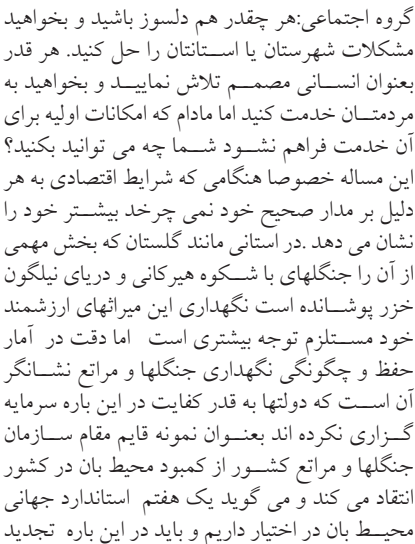 گروه اجتماعی:هر چقدر هم دلسوز باشید و بخواهید
مشکلات شهرستان یا استانتان را حل کنید. هر قدر
بعنوان انسانی مصمم تلاش نمایید و بخواهید به
مردمتان خدمت کنید اما مادام که امکانات اولیه برای
آن خدمت فراهم نشود شما چه می توانید بکنید؟
این مساله خصوصا هنگامی که شرایط اقتصادی به هر
دلیل بر مدار صحیح خود نمی چرخد بیشتر خود را
نشان می دهد .در استانی مانند گلستان که بخش مهمی
از آن را جنگلهای با شکوه هیرکانی و دریای نیلگون
خزر پوشانده است نگهداری این میراثهای ارزشمند
خود مستلزم توجه بیشتری است اما دقت در آمار
حفظ و چگونگی نگهداری جنگلها و مراتع نشانگر
آن است که دولتها به قدر کفایت در این باره سرمایه
گزاری نکرده اند بعنوان نمونه قایم مقام سازمان
جنگلها و مراتع کشور از کمبود محیط بان در کشور
انتقاد می کند و می گوید یک هفتم استاندارد جهانی
محیط بان در اختیار داریم و باید در این باره تجدید